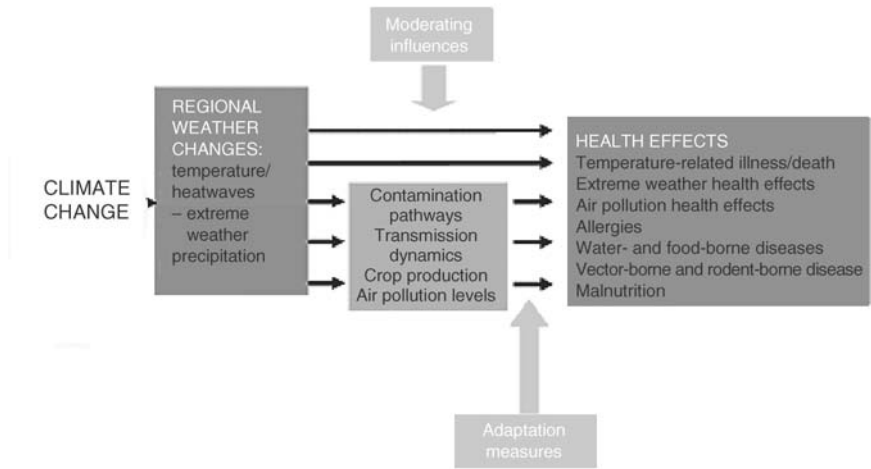 Moderating
influences
REGIONAL
WEATHER
CHANGES:
temperature/
heatwaves
– extreme
weather
precipitation
CLIMATE
CHANGE
Contamination
pathways
Transmission
dynamics
Crop production
Air pollution levels
HEALTH EFFECTS
Temperature-related illness/death
Extreme weather health effects
Air pollution health effects
Allergies
Water- and food-borne diseases
Vector-borne and rodent-borne disease
Malnutrition
Adaptation
measures